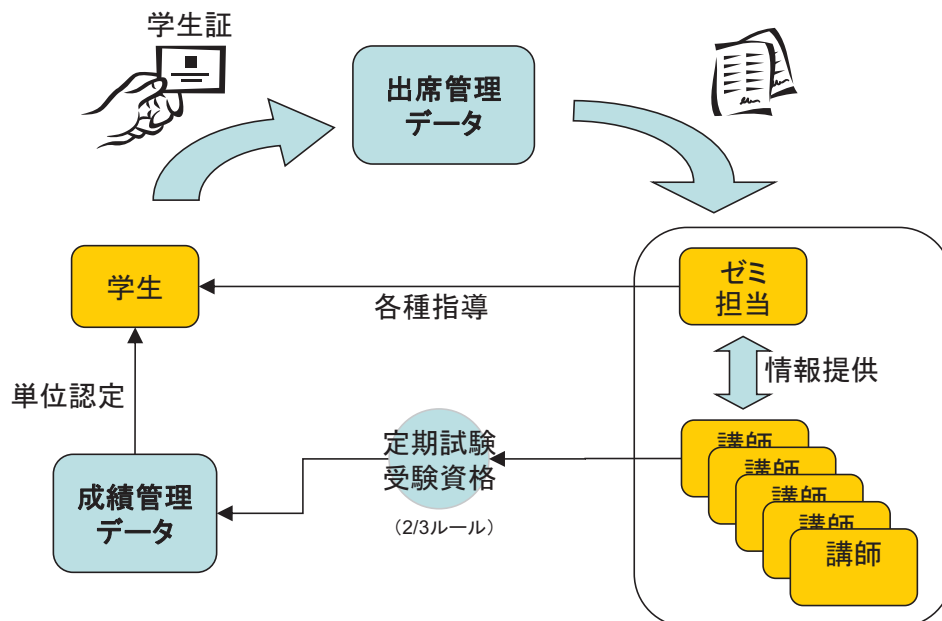 学生証
出席管理
データ
学生
ゼミ
担当
各種指導
情報提供
単位認定
講師
講師
講師
講師
講師
定期試験
受験資格
(2/3ルール)
成績管理
データ